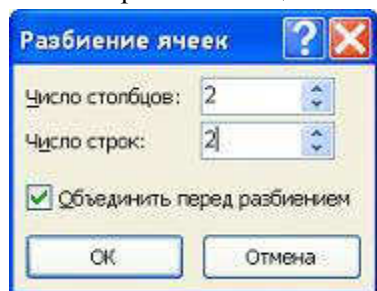 Разбиение ячеек
Число столбцов: 2
Число строк: 2
Объединить перед разбиением
ОК Отмена